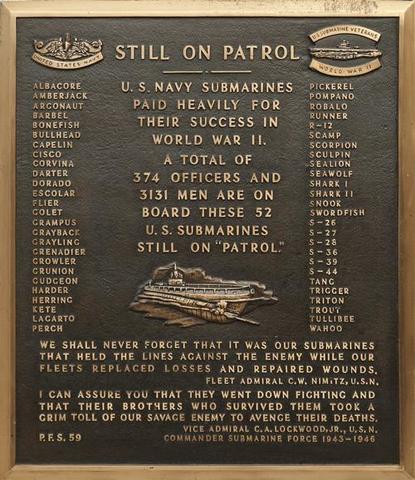 STILL ON PATROL
UNITED STATES NAVY
U.S. SUBMARINE VETERANS
WORLD WAR II
ALBACORE
AMBERJACK
ARGONAUT
BARBEL
BONEFISH
BULLHEAD
CAPELIN
CISCO
CORVINA
DARTER
DORADO
ESCOLAR
FLIER
GOLET
GRAMPUS
GRAYBACK
GRAYLING
GRENADIER
GROWLER
GRUNION
GUDGEON
HARDER
HERRING
KETE
LAGARTO
PERCH
U.S. NAVY SUBMARINES
PAID HEAVILY FOR
THEIR SUCCESS IN
WORLD WAR II.
A TOTAL OF
374 OFFICERS AND
3131 MEN ARE ON
BOARD THESE 52
U.S. SUBMARINES
STILL ON "PATROL."
PICKEREL
POMPANO
ROBALO
RUNNER
R-12
SCAMP
SCORPION
SCULPIN
SEALION
SEAWOLF
SHARK I
SHARK II
SNOOK
SWORDFISH
S-26
S-27
S-28
S-36
S-39
S-44
TANG
TRIGGER
TRITON
TROUT
TULLIBEE
WAHOO
WE SHALL NEVER FORGET THAT IT WAS OUR SUBMARINES
THAT HELD THE LINES AGAINST THE ENEMY WHILE OUR
FLEETS REPLACED LOSSES AND REPAIRED WOUNDS.
FLEET ADMIRAL C.W. NIMITZ, U.S.N.
I CAN ASSURE YOU THAT THEY WENT DOWN FIGHTING AND
THAT THEIR BROTHERS WHO SURVIVED THEM TOOK A
GRIM TOLL OF OUR SAVAGE ENEMY TO AVENGE THEIR DEATHS.
VICE ADMIRAL C.A. LOCKWOOD, JR., U.S.N.
P.F.S. 59 COMMANDER SUBMARINE FORCE 1943-1946